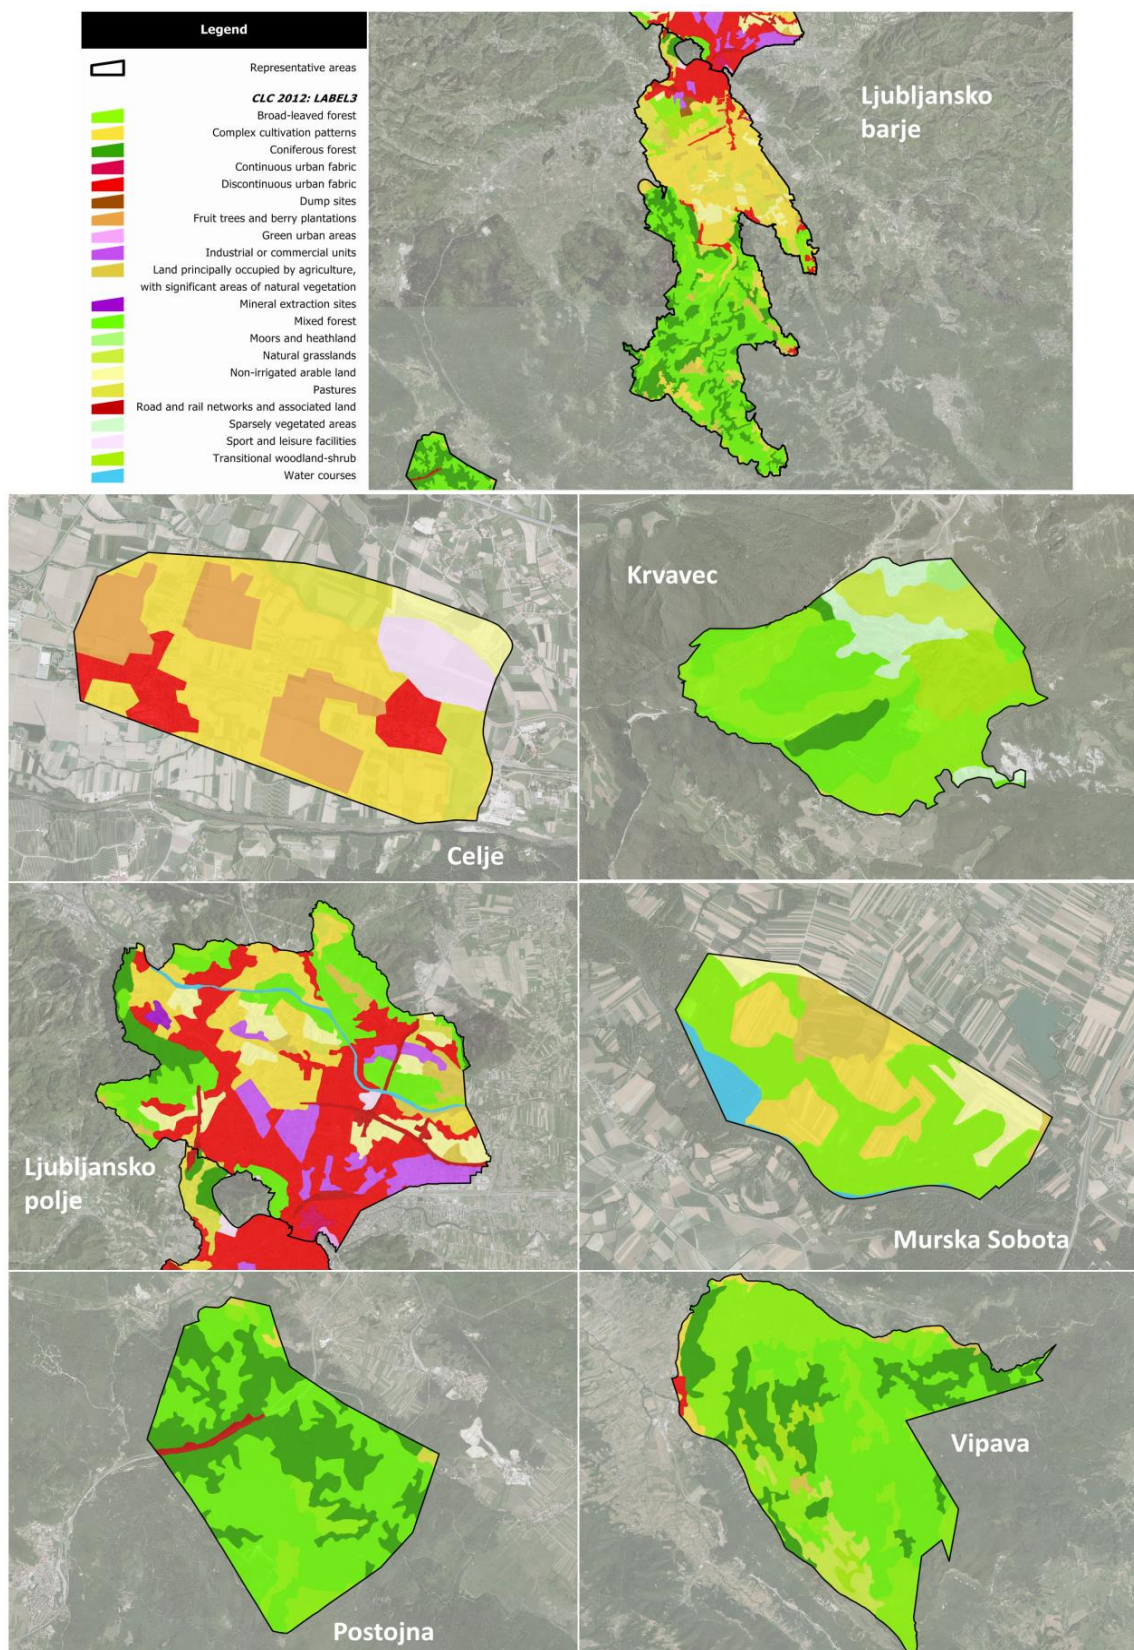 Legend
Representative areas
CLC 2012: LABEL3
Broad-leaved forest
Complex cultivation patterns
Coniferous forest
Continuous urban fabric
Discontinuous urban fabric
Dump sites
Fruit trees and berry plantations
Green urban areas
Industrial or commercial units
Land principally occupied by agriculture,
with significant areas of natural vegetation
Mineral extraction sites
Mixed forest
Moors and heathland
Natural grasslands
Non-irrigated arable land
Pastures
Road and rail networks and associated land
Sparsely vegetated areas
Sport and leisure facilities
Transitional woodland-shrub
Water courses
Ljubljansko
barje
Celje
Krvavec
Ljubljansko
polje
Murska Sobota
Postojna
Vipava